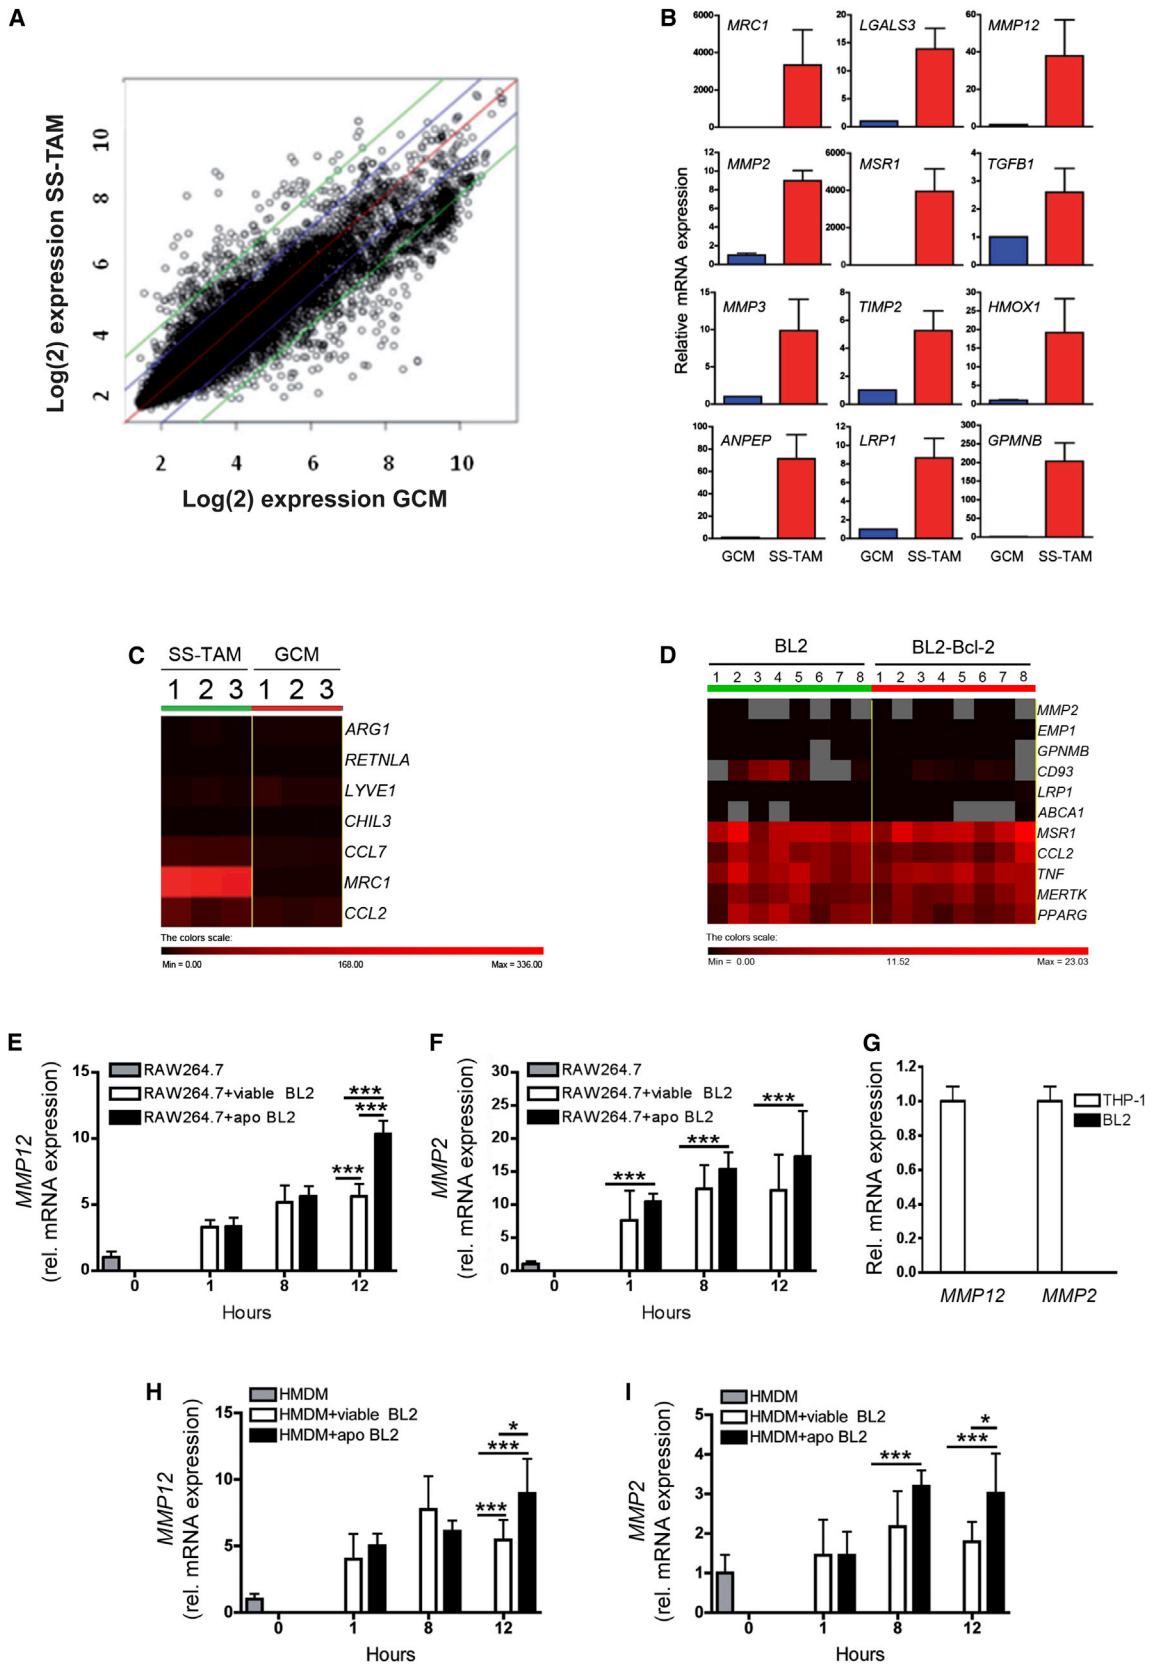 A
Log(2) expression SS-TAM
10
8
6
4
2
2 4 6 8 10
Log(2) expression GCM
B
Relative mRNA expression
MRC1
6000
4000
2000
0
LGALS3
20
15
10
5
0
MMP12
60
40
20
0
MMP2
12
10
8
6
4
2
0
MSR1
6000
4000
2000
0
TGFB1
4
3
2
1
0
MMP3
15
10
5
0
TIMP2
8
6
4
2
0
HMOX1
30
25
20
15
10
5
0
ANPEP
100
80
60
40
20
0
LRP1
12
10
8
6
4
2
0
GPMNB
300
250
200
150
100
50
0
GCM SS-TAM GCM SS-TAM GCM SS-TAM
C
SS-TAM GCM
1 2 3 1 2 3
ARG1
RETNLA
LYVE1
CHIL3
CCL7
MRC1
CCL2
The colors scale:
Min = 0.00 168.00 Max = 336.00
D
BL2 BL2-Bcl-2
1 2 3 4 5 6 7 8 1 2 3 4 5 6 7 8
MMP2
EMP1
GPNMB
CD93
LRP1
ABCA1
MSR1
CCL2
TNF
MERTK
PPARG
The colors scale:
Min = 0.00 11.52 Max = 23.03
E
MMP12
(rel. mRNA expression)
15
10
5
0
RAW264.7
RAW264.7+viable BL2
RAW264.7+apo BL2
***
***
***
0 1 8 12
Hours
F
MMP2
(rel. mRNA expression)
30
25
20
15
10
5
0
RAW264.7
RAW264.7+viable BL2
RAW264.7+apo BL2
***
***
***
0 1 8 12
Hours
G
Rel. mRNA expression
1.2
1.0
0.8
0.6
0.4
0.2
0.0
THP-1
BL2
MMP12 MMP2
H
MMP12
(rel. mRNA expression)
15
10
5
0
HMDM
HMDM+viable BL2
HMDM+apo BL2
*
***
***
0 1 8 12
Hours
I
MMP2
(rel. mRNA expression)
5
4
3
2
1
0
HMDM
HMDM+viable BL2
HMDM+apo BL2
*
***
***
0 1 8 12
Hours